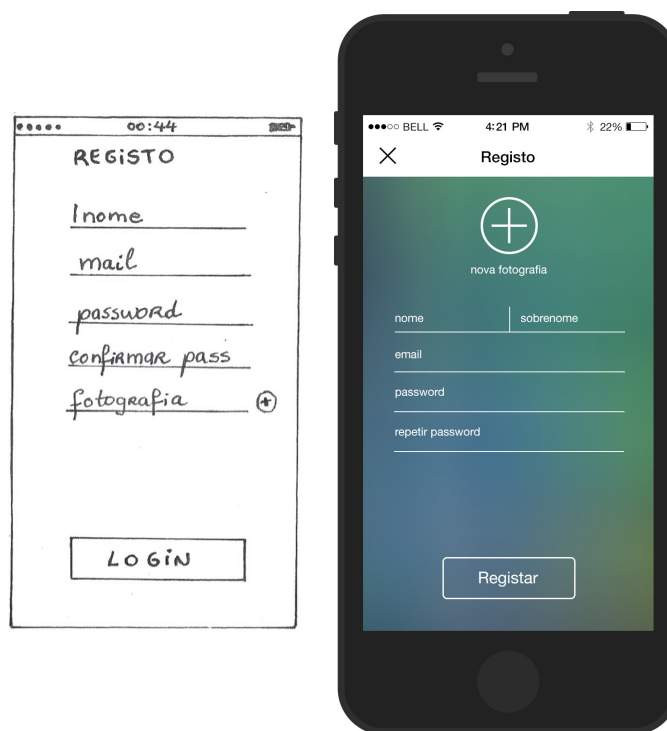 00:44
REGISTO
nome
mail
password
confirmar pass
fotografia
LOGIN
BELL 4:21 PM 22%
Registo
nova fotografia
nome sobrenome
email
password
repetir password
Registar